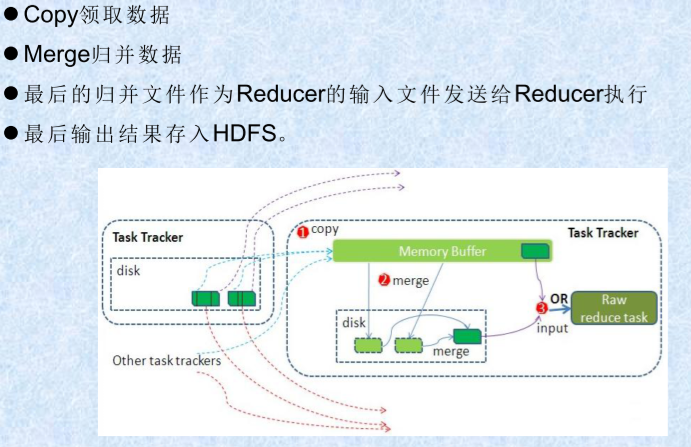 ●Copy领取数据
●Merge归并数据
●最后的归并文件作为Reducer的输入文件发送给Reducer执行
●最后输出结果存入HDFS。
Task Tracker
disk
Other task trackers
1 copy
Task Tracker
Memory Buffer
2 merge
disk
merge
3 OR
input
Raw
reduce task